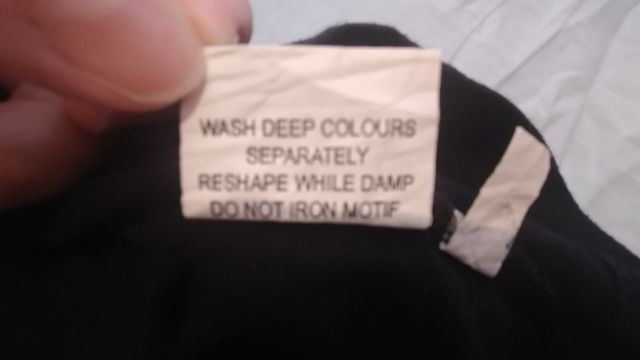 WASH DEEP COLOURS
SEPARATELY
RESHAPE WHILE DAMP
DO NOT IRON MOTIF